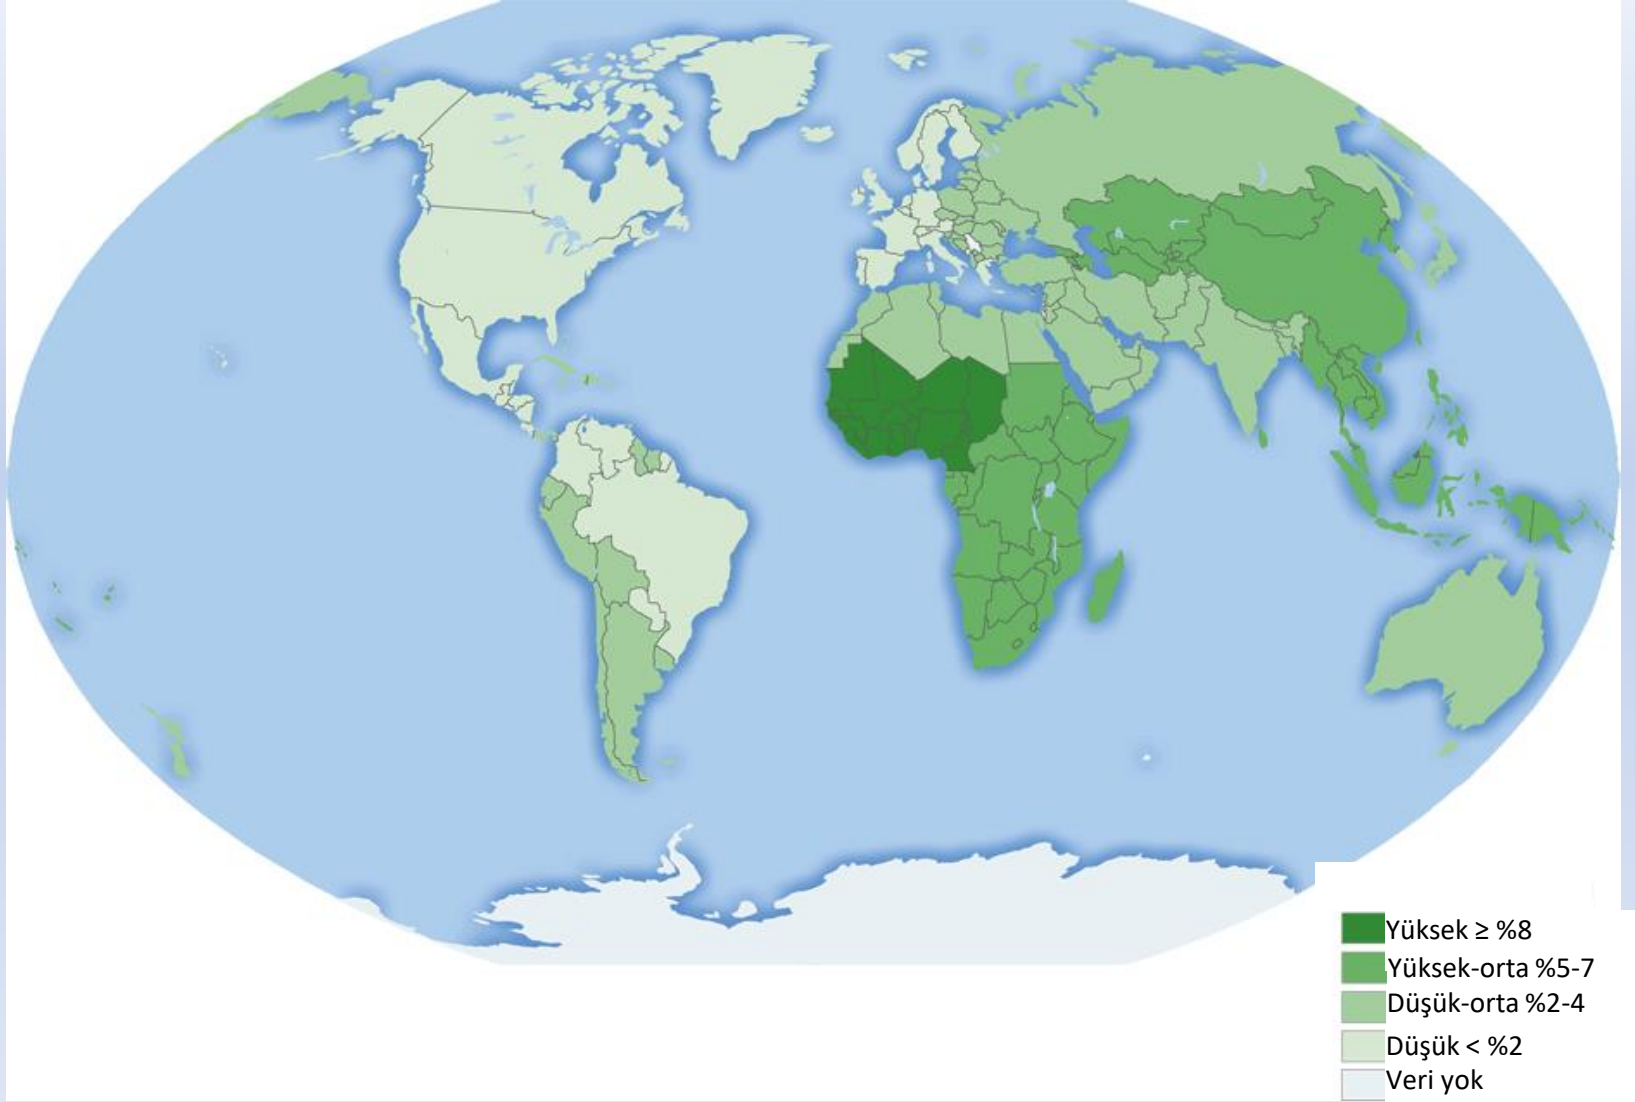 Yüksek ≥ %8
Yüksek-orta %5-7
Düşük-orta %2-4
Düşük < %2
Veri yok